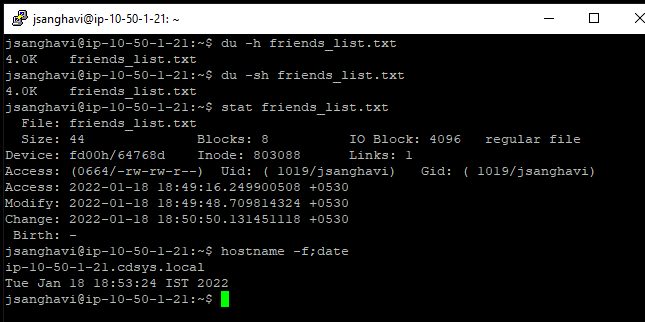 jsanghavi@ip-10-50-1-21: ~
jsanghavi@ip-10-50-1-21:~$ du -h friends_list.txt
4.0K    friends_list.txt
jsanghavi@ip-10-50-1-21:~$ du -sh friends_list.txt
4.0K    friends_list.txt
jsanghavi@ip-10-50-1-21:~$ stat friends_list.txt
  File: friends_list.txt
  Size: 44              Blocks: 8          IO Block: 4096   regular file
Device: fd00h/64768d    Inode: 803088      Links: 1
Access: (0664/-rw-rw-r--)  Uid: ( 1019/jsanghavi)   Gid: ( 1019/jsanghavi)
Access: 2022-01-18 18:49:16.249900508 +0530
Modify: 2022-01-18 18:49:48.709814324 +0530
Change: 2022-01-18 18:50:50.131451118 +0530
 Birth: -
jsanghavi@ip-10-50-1-21:~$ hostname -f;date
ip-10-50-1-21.cdsys.local
Tue Jan 18 18:53:24 IST 2022
jsanghavi@ip-10-50-1-21:~$